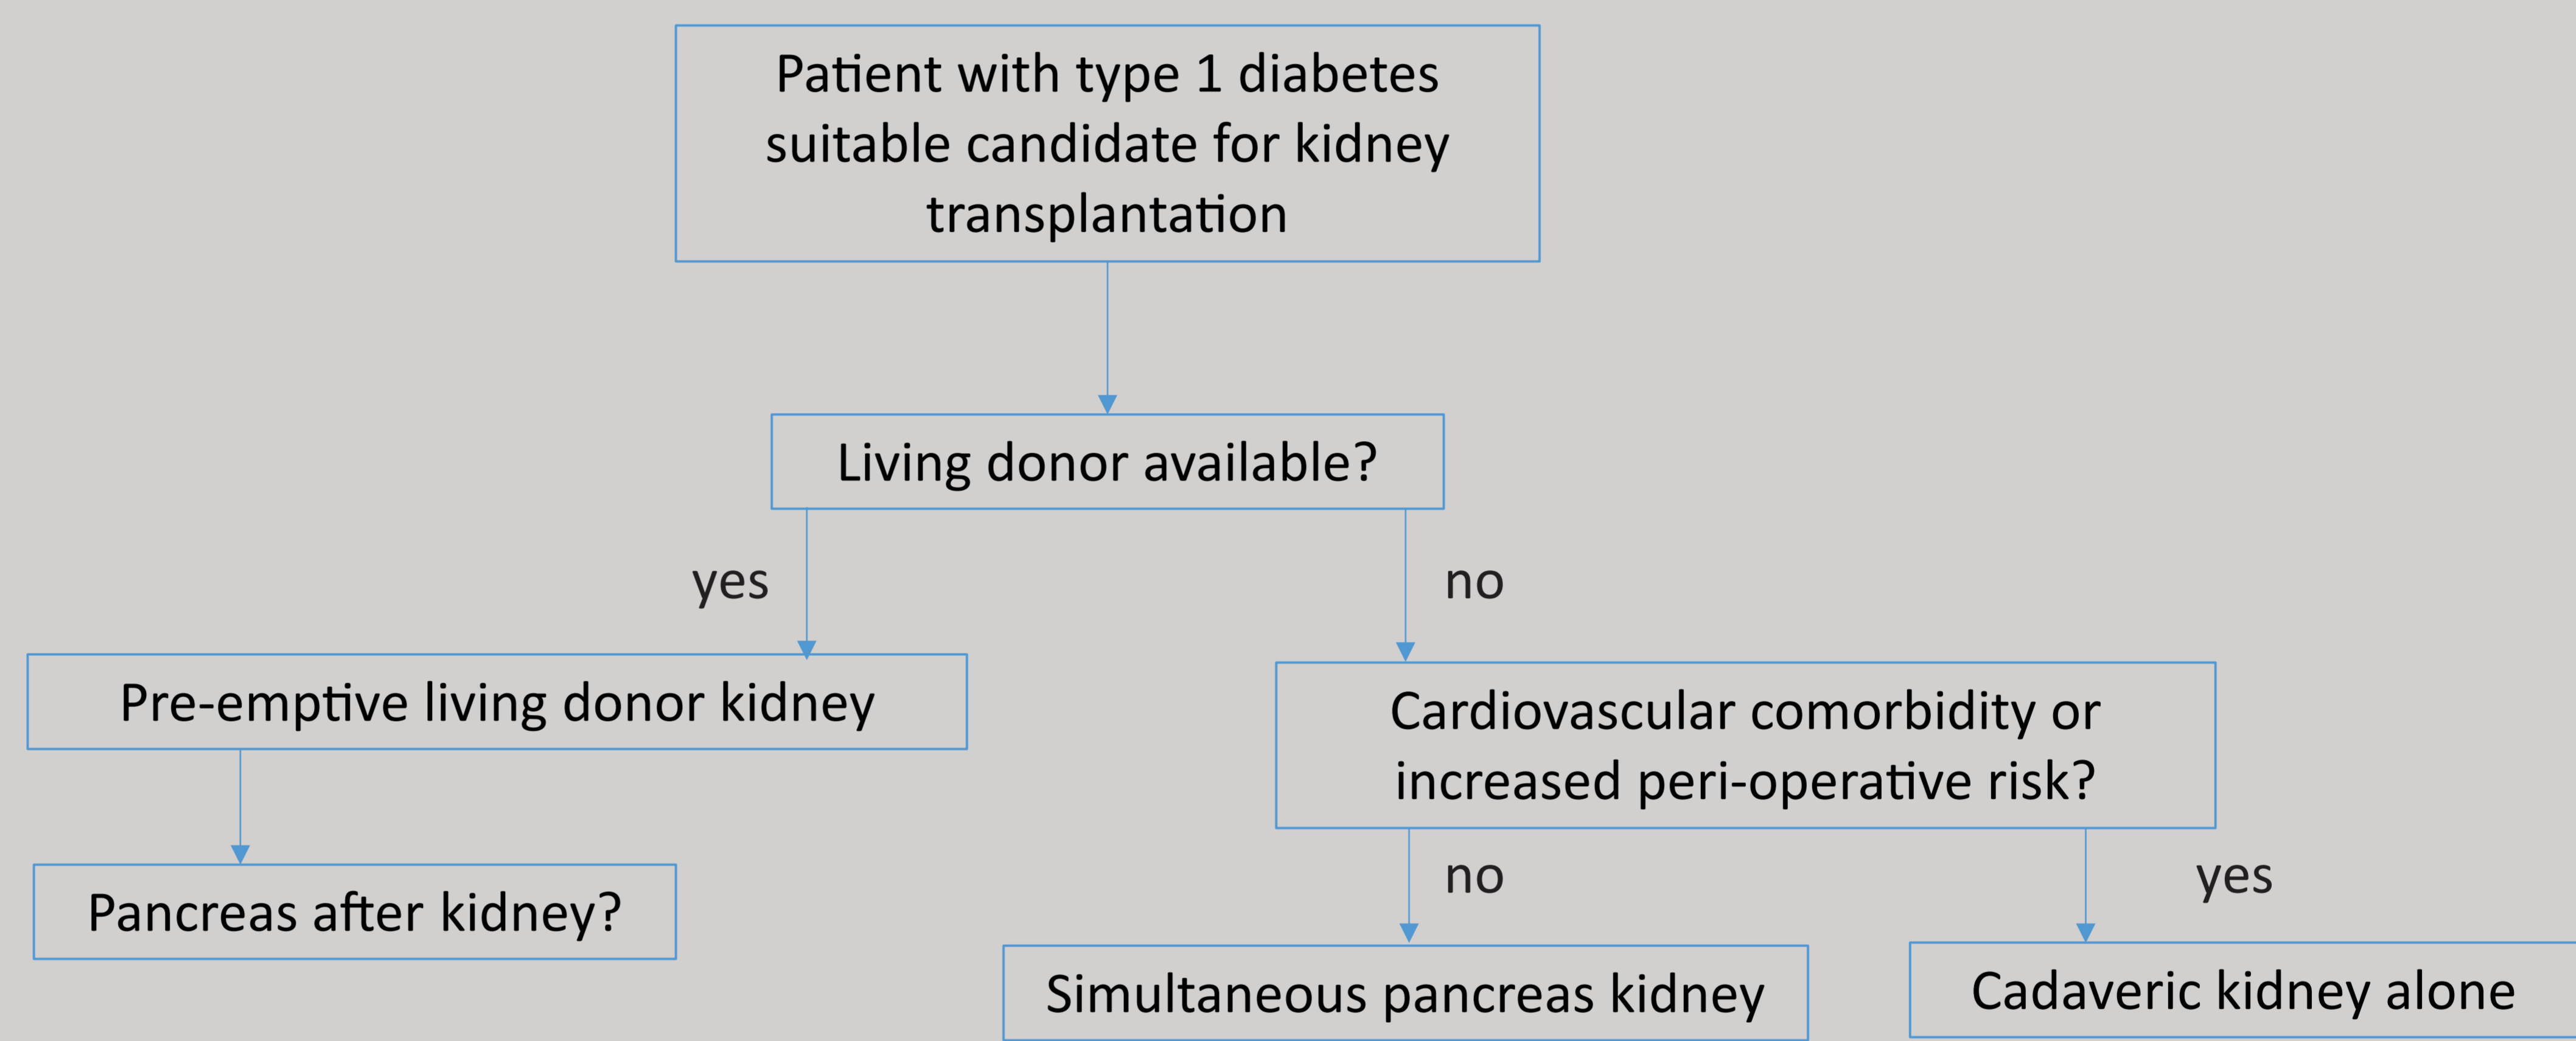 Patient with type 1 diabetes
suitable candidate for kidney
transplantation
Living donor available?
yes
no
Pre-emptive living donor kidney
Cardiovascular comorbidity or
increased peri-operative risk?
Pancreas after kidney?
no
yes
Simultaneous pancreas kidney
Cadaveric kidney alone